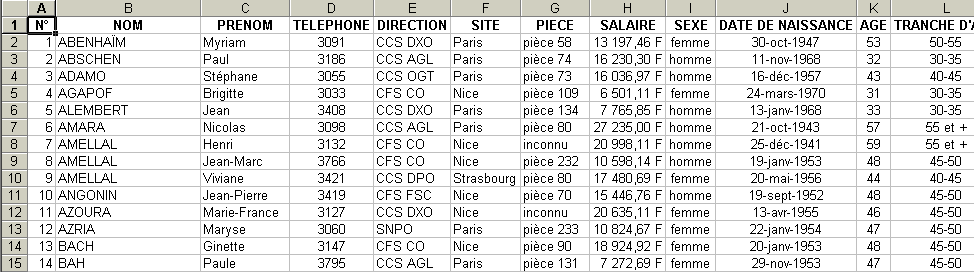 A B C D E F G H I J K L
1 N° NOM PRENOM TELEPHONE DIRECTION SITE PIECE SALAIRE SEXE DATE DE NAISSANCE AGE TRANCHE D'A
2 1 ABENHAÏM Myriam 3091 CCS DXO Paris pièce 58 13 197,46 F femme 30-oct-1947 53 50-55
3 2 ABSCHEN Paul 3186 CCS AGL Paris pièce 74 16 230,30 F homme 11-nov-1968 32 30-35
4 3 ADAMO Stéphane 3055 CCS OGT Paris pièce 73 16 036,97 F homme 16-déc-1957 43 40-45
5 4 AGAPOF Brigitte 3033 CFS CO Nice pièce 109 6 501,11 F femme 24-mars-1970 31 30-35
6 5 ALEMBERT Jean 3408 CCS DXO Paris pièce 134 7 765,85 F homme 13-janv-1968 33 30-35
7 6 AMARA Nicolas 3098 CCS AGL Paris pièce 80 27 235,00 F homme 21-oct-1943 57 55 et +
8 7 AMELLAL Henri 3132 CFS CO Nice inconnu 20 998,11 F homme 25-déc-1941 59 55 et +
9 8 AMELLAL Jean-Marc 3766 CFS CO Nice pièce 232 10 598,14 F homme 19-janv-1953 48 45-50
10 9 AMELLAL Viviane 3421 CCS DPO Strasbourg pièce 80 17 480,69 F femme 20-mai-1956 44 40-45
11 10 ANGONIN Jean-Pierre 3419 CFS FSC Nice pièce 70 15 446,76 F homme 19-sept-1952 48 45-50
12 11 AZOURA Marie-France 3127 CCS DXO Nice inconnu 20 635,11 F femme 13-avr-1955 46 45-50
13 12 AZRIA Maryse 3060 SNPO Paris pièce 233 10 824,67 F femme 22-janv-1954 47 45-50
14 13 BACH Ginette 3147 CFS CO Nice pièce 90 18 924,92 F femme 20-janv-1953 48 45-50
15 14 BAH Paule 3795 CCS AGL Paris pièce 131 7 272,69 F femme 29-nov-1953 47 45-50